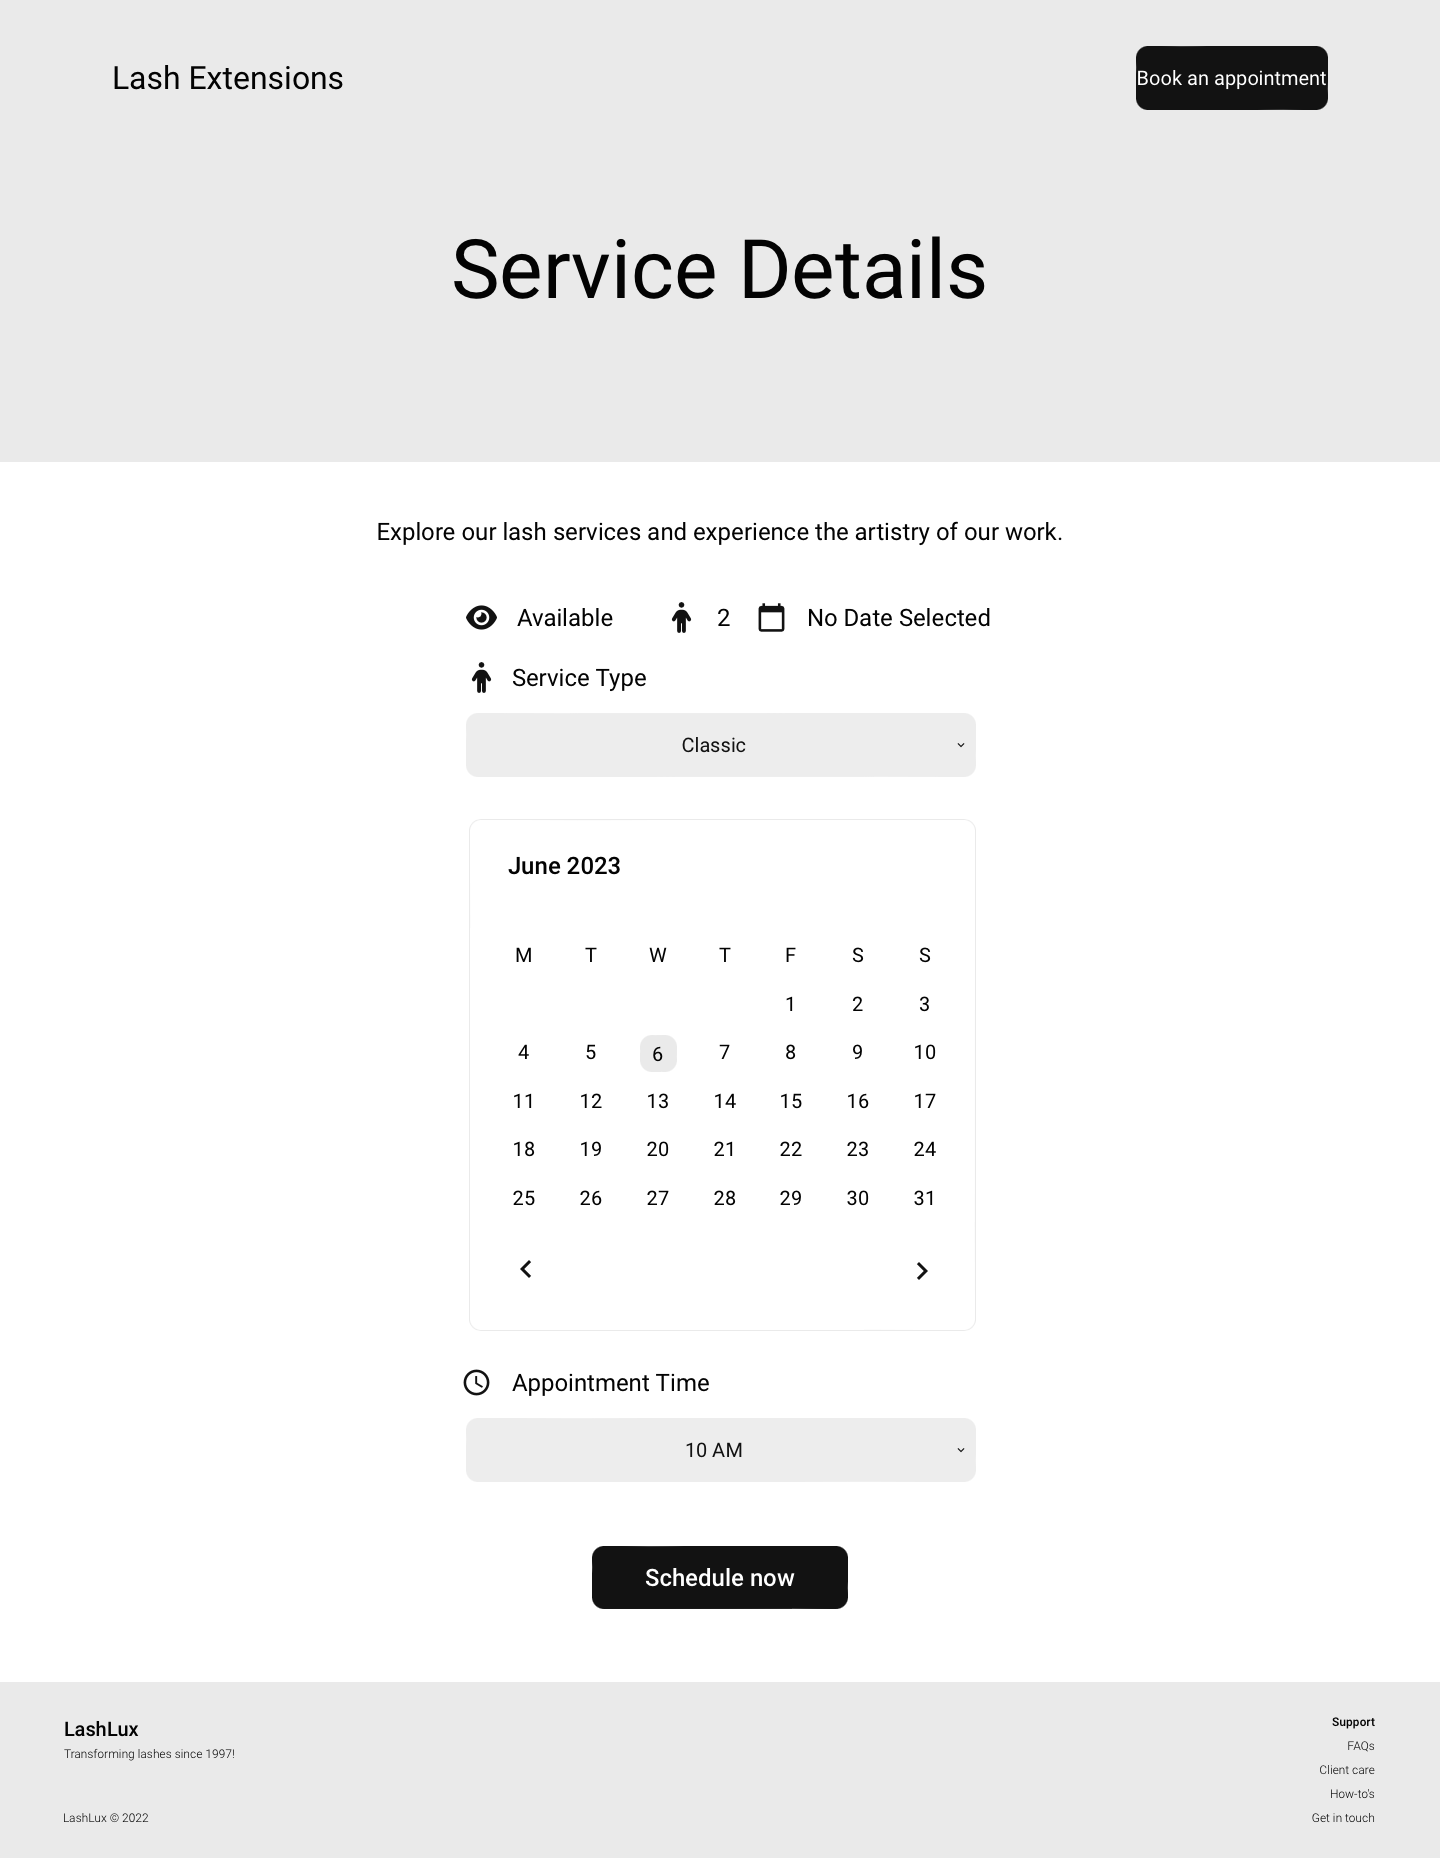 Lash Extensions
Book an appointment
Service Details
Explore our lash services and experience the artistry of our work.
Available 2 No Date Selected
Service Type
Classic
June 2023
M T W T F S S
1 2 3
4 5 6 7 8 9 10
11 12 13 14 15 16 17
18 19 20 21 22 23 24
25 26 27 28 29 30 31
Appointment Time
10 AM
Schedule now
LashLux
Transforming lashes since 1997!
LashLux © 2022
Support
FAQs
Client care
How-to's
Get in touch